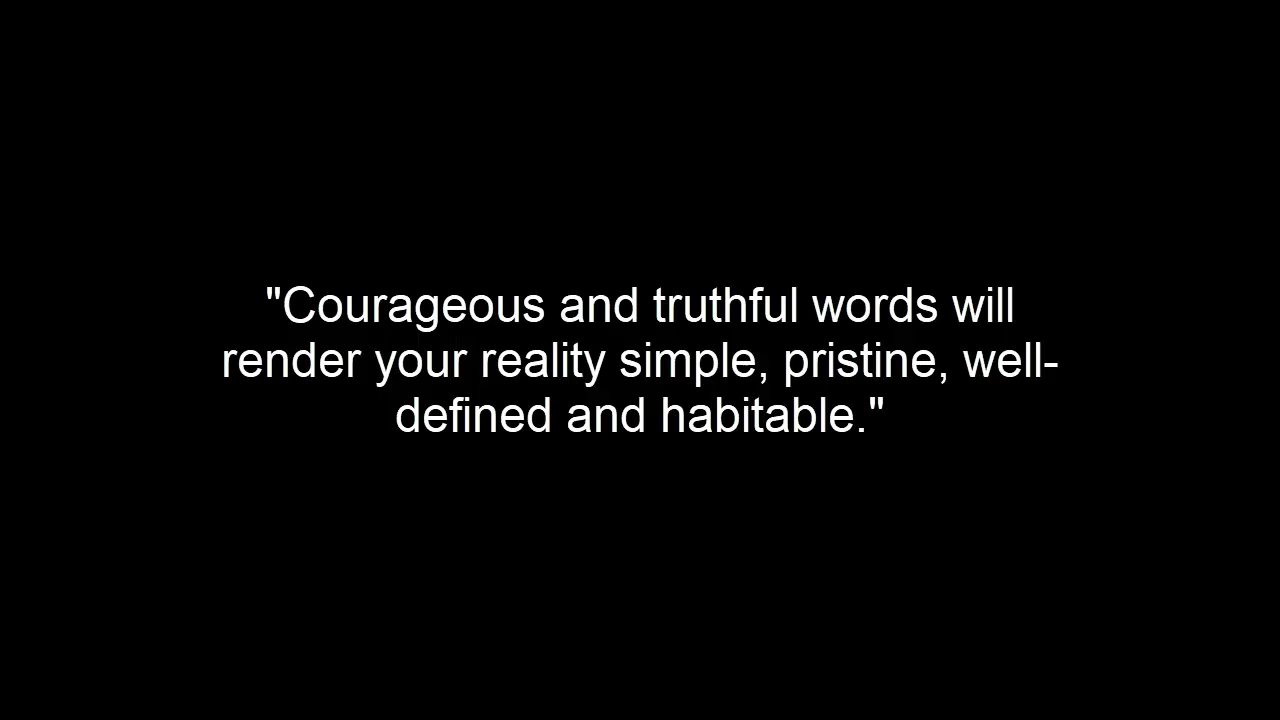 "Courageous and truthful words will
render your reality simple, pristine, well-
defined and habitable."